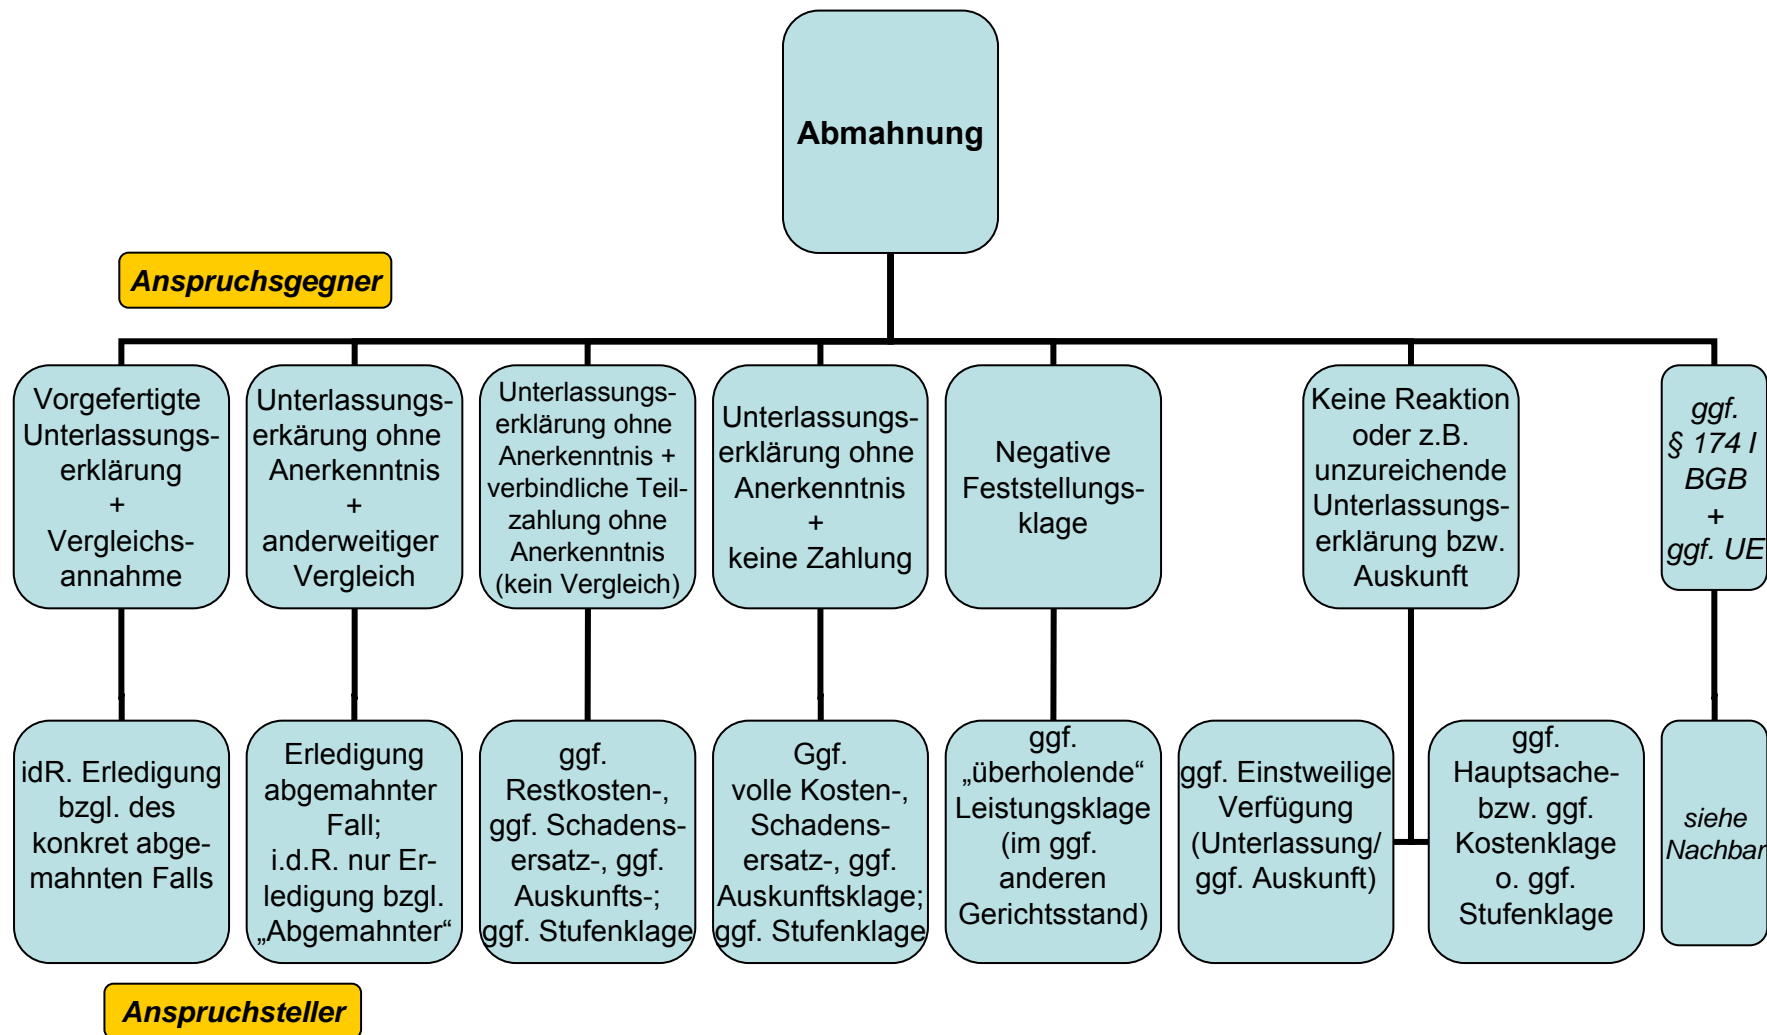 Abmahnung
Anspruchsgegner
Vorgefertigte
Unterlassungs-
erklärung
+
Vergleichs-
annahme
Unterlassungs-
erkärung ohne
Anerkenntnis
+
anderweitiger
Vergleich
Unterlassungs-
erklärung ohne
Anerkenntnis +
verbindliche Teil-
zahlung ohne
Anerkenntnis
(kein Vergleich)
Unterlassungs-
erklärung ohne
Anerkenntnis
+
keine Zahlung
Negative
Feststellungs-
klage
Keine Reaktion
oder z.B.
unzureichende
Unterlassungs-
erklärung bzw.
Auskunft
ggf.
§ 174 I
BGB
+
ggf. UE
idR. Erledigung
bzgl. des
konkret abge-
mahnten Falls
Erledigung
abgemahnter
Fall;
i.d.R. nur Er-
ledigung bzgl.
„Abgemahnter“
ggf.
Restkosten-,
ggf. Schadens-
ersatz-, ggf.
Auskunfts-;
ggf. Stufenklage
Ggf.
volle Kosten-,
Schadens-
ersatz-, ggf.
Auskunftsklage;
ggf. Stufenklage
ggf.
„überholende“
Leistungsklage
(im ggf.
anderen
Gerichtsstand)
ggf. Einstweilige
Verfügung
(Unterlassung/
ggf. Auskunft)
ggf.
Hauptsache-
bzw. ggf.
Kostenklage
o. ggf.
Stufenklage
siehe
Nachbar
Anspruchsteller